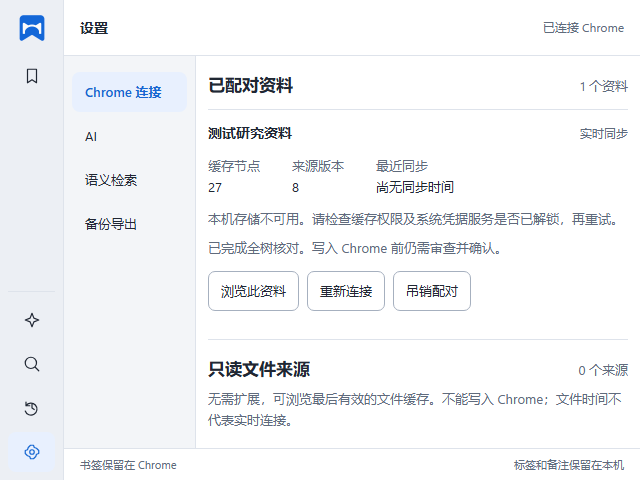 设置
已连接 Chrome
Chrome 连接
AI
语义检索
备份导出
已配对资料
1 个资料
测试研究资料
实时同步
缓存节点 来源版本 最近同步
27 8 尚无同步时间
本机存储不可用。请检查缓存权限及系统凭据服务是否已解锁，再重试。
已完成全树核对。写入 Chrome 前仍需审查并确认。
浏览此资料 重新连接 吊销配对
只读文件来源
0 个来源
无需扩展，可浏览最后有效的文件缓存。不能写入 Chrome；文件时间不
代表实时连接。
书签保留在 Chrome
标签和备注保留在本机